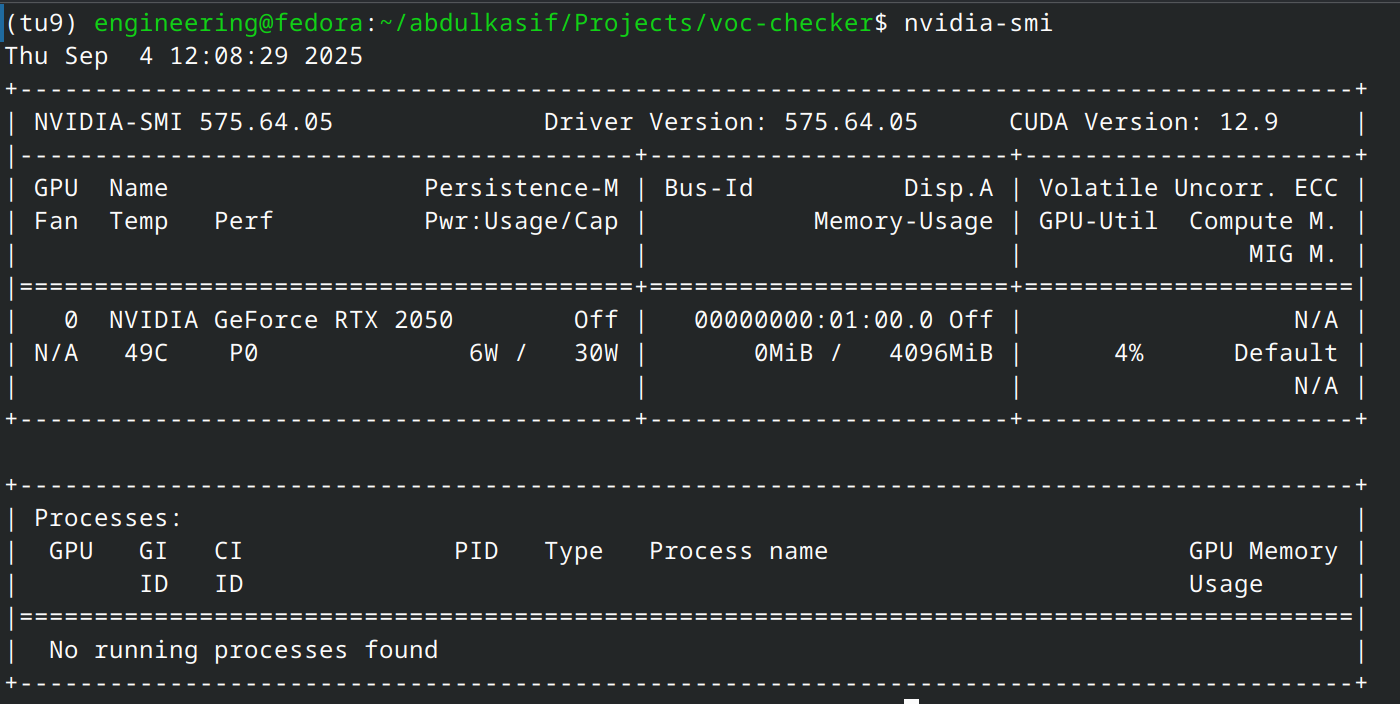 (tu9) engineering@fedora:~/abdulkasif/Projects/voc-checker$ nvidia-smi
Thu Sep  4 12:08:29 2025
+-----------------------------------------------------------------------------------------+
| NVIDIA-SMI 575.64.05              Driver Version: 575.64.05      CUDA Version: 12.9     |
|-----------------------------------------+------------------------+----------------------+
| GPU  Name                 Persistence-M | Bus-Id          Disp.A | Volatile Uncorr. ECC |
| Fan  Temp   Perf          Pwr:Usage/Cap |           Memory-Usage | GPU-Util  Compute M. |
|                                         |                        |               MIG M. |
|=========================================+========================+======================|
|   0  NVIDIA GeForce RTX 2050        Off |   00000000:01:00.0 Off |                  N/A |
| N/A   49C    P0               6W /   30W |       0MiB /   4096MiB |      4%      Default |
|                                         |                        |                  N/A |
+-----------------------------------------+------------------------+----------------------+

+-----------------------------------------------------------------------------------------+
| Processes:                                                                              |
|  GPU   GI   CI              PID   Type   Process name                        GPU Memory |
|        ID   ID                                                               Usage      |
|=========================================================================================|
|  No running processes found                                                             |
+-----------------------------------------------------------------------------------------+